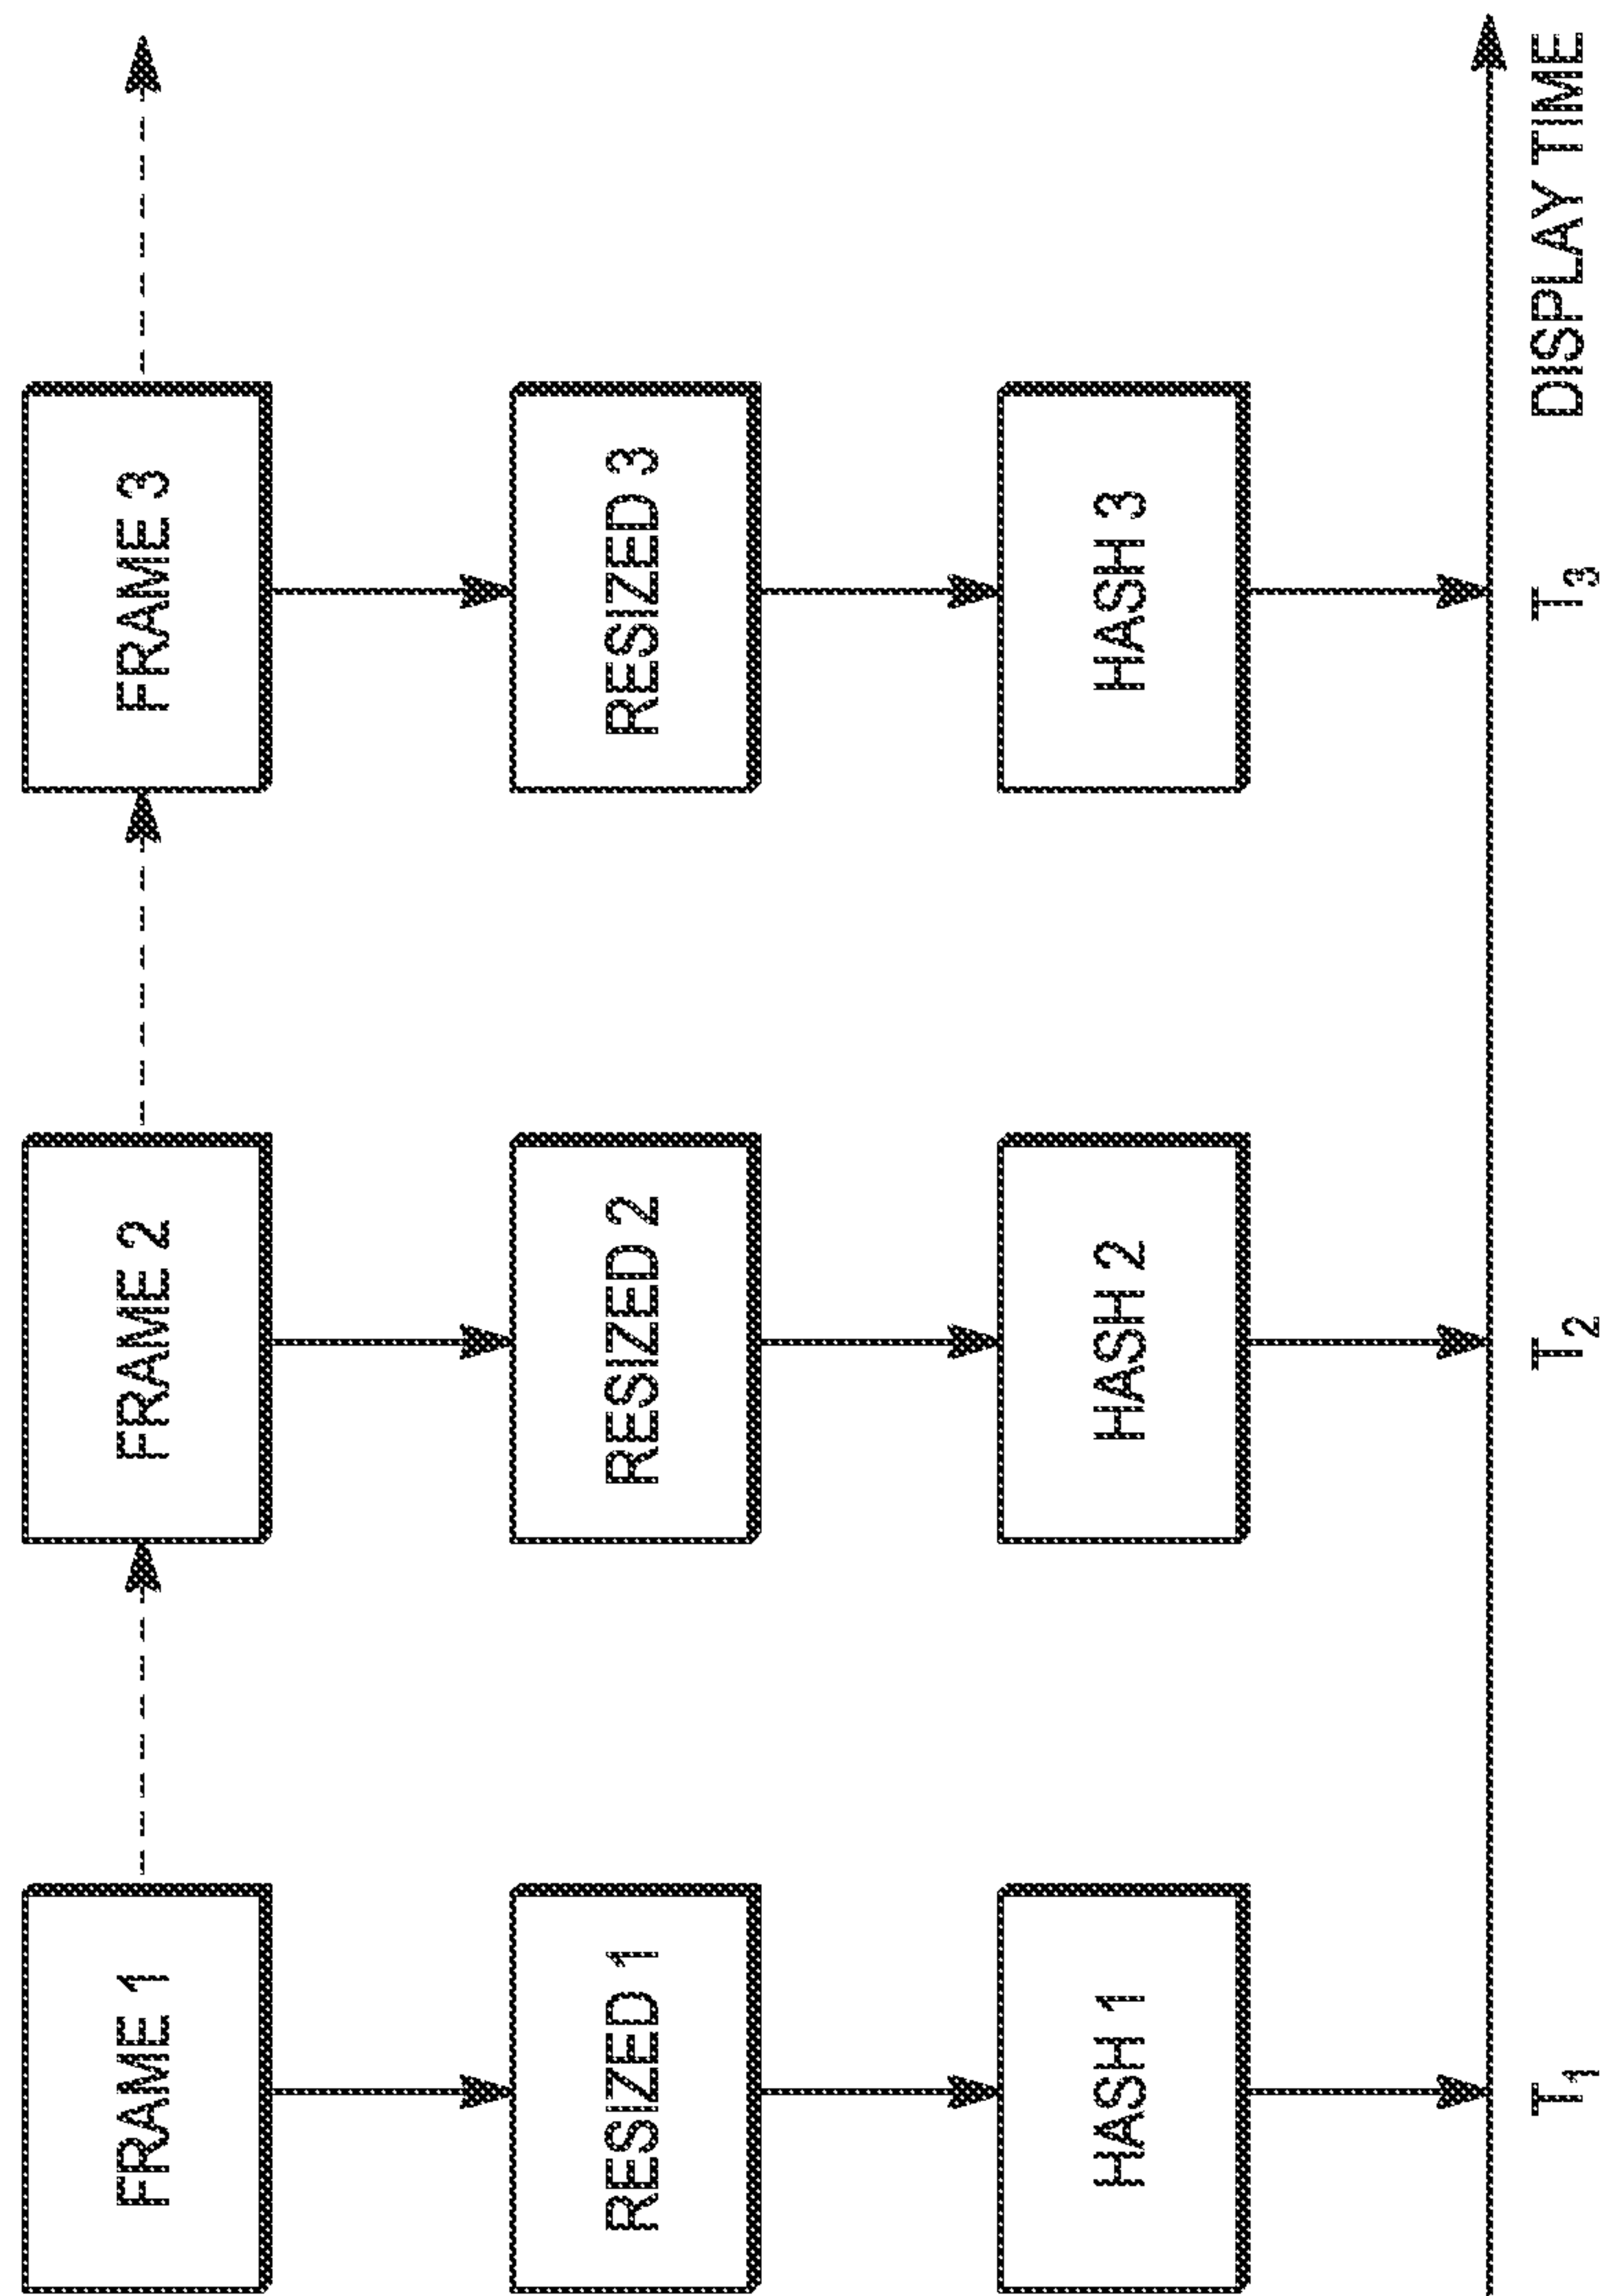 FRAME 1
FRAME 2
FRAME 3
RESIZED 1
RESIZED 2
RESIZED 3
HASH 1
HASH 2
HASH 3
T1
T2
T3
DISPLAY TIME